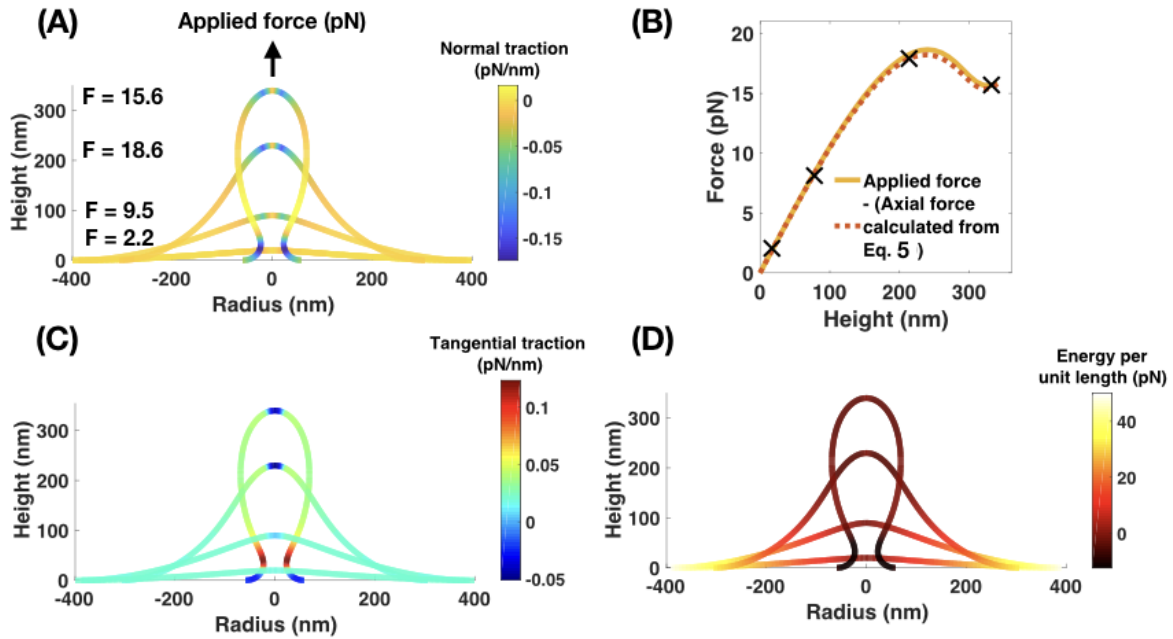 (A)
Applied force (pN)
Normal traction
(pN/nm)
F = 15.6
F = 18.6
F = 9.5
F = 2.2
Height (nm)
300
200
100
0
-400
-200
0
200
400
Radius (nm)
0
-0.05
-0.1
-0.15
(B)
Force (pN)
20
15
10
5
0
0
100
200
300
Height (nm)
Applied force
- (Axial force
calculated from
Eq. 5 )
(C)
Tangential traction
(pN/nm)
Height (nm)
300
200
100
0
-400
-200
0
200
400
Radius (nm)
0.1
0.05
0
-0.05
(D)
Energy per
unit length (pN)
Height (nm)
300
200
100
0
-400
-200
0
200
400
Radius (nm)
40
20
0